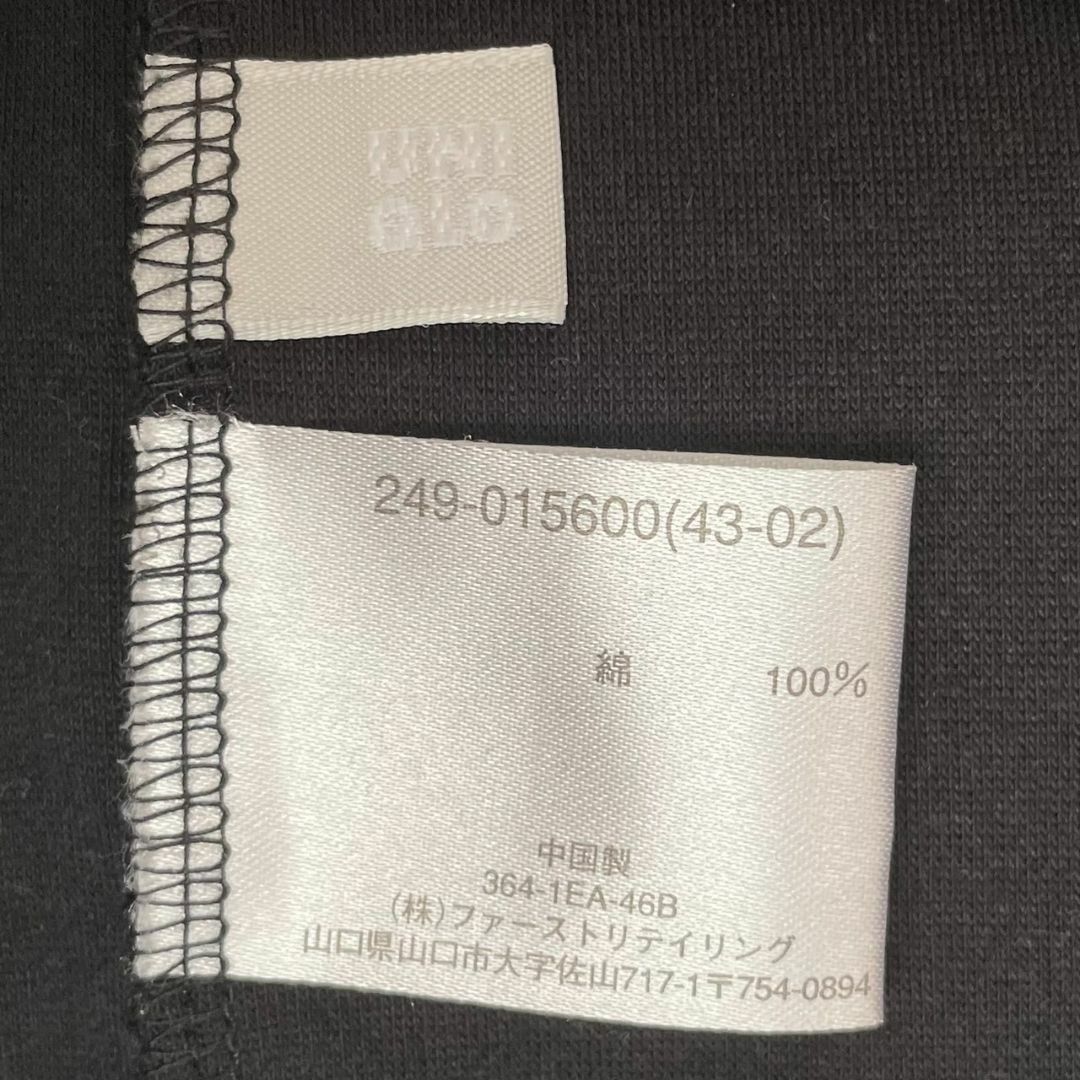 UNI
QLO
249-015600(43-02)
綿 100%
中国製
364-1EA-46B
(株)ファーストリテイリング
山口県山口市大字佐山717-1〒754-0894